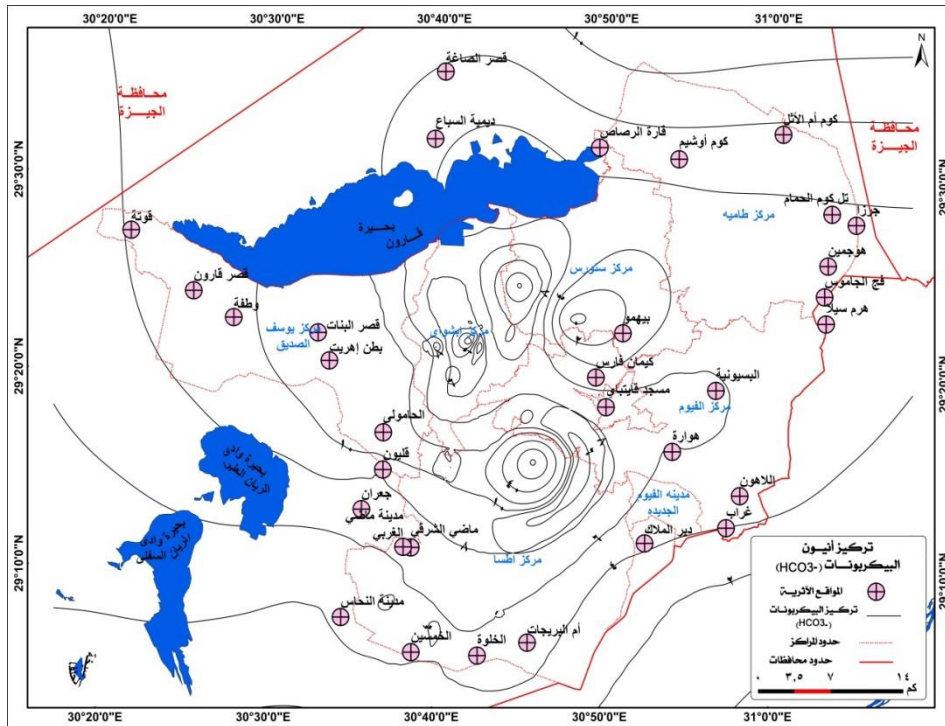 30°20'0"E
30°30'0"E
30°40'0"E
30°50'0"E
31°0'0"E
N
قصر الصاغة
محافظة
الجيزة
ديمية السباع
قارة الرصاص
كوم أوشيم
كوم أم الأثل
محافظة
الجيزة
29°30'0"N
29°30'0"N
تل كوم الحمام
مركز طاميه
جرزا
قوتة
بحيرة
قارون
هوجمين
مركز سنورس
قصر قارون
فج الجاموس
وطفة
هرم سيلا
قصر البنات
مركز يوسف
الصديق
مركز إبشواي
بيهمو
بطن إهريت
29°20'0"N
29°20'0"N
كيمان فارس
البسيونية
مسجد قايتباي
مركز الفيوم
الحامولي
هوارة
بحيرة وادى
الريان العليا
قليون
اللاهون
جعران
مدينه الفيوم
الجديده
مدينة ماضي
غراب
بحيرة وادى
الريان السفلى
ماضي الشرقي
الغربي
دير الملاك
مركز اطسا
29°10'0"N
29°10'0"N
مدينة النحاس
أم البريجات
الخمسين
الخلوة
تركيز أنيون
البيكربونات (HCO3-)
المواقع الأثرية
تركيز البيكربونات
(HCO3-)
حدود المراكز
حدود محافظات
٠ ٣,٥ ٧ ١٤
كم
30°20'0"E
30°30'0"E
30°40'0"E
30°50'0"E
31°0'0"E